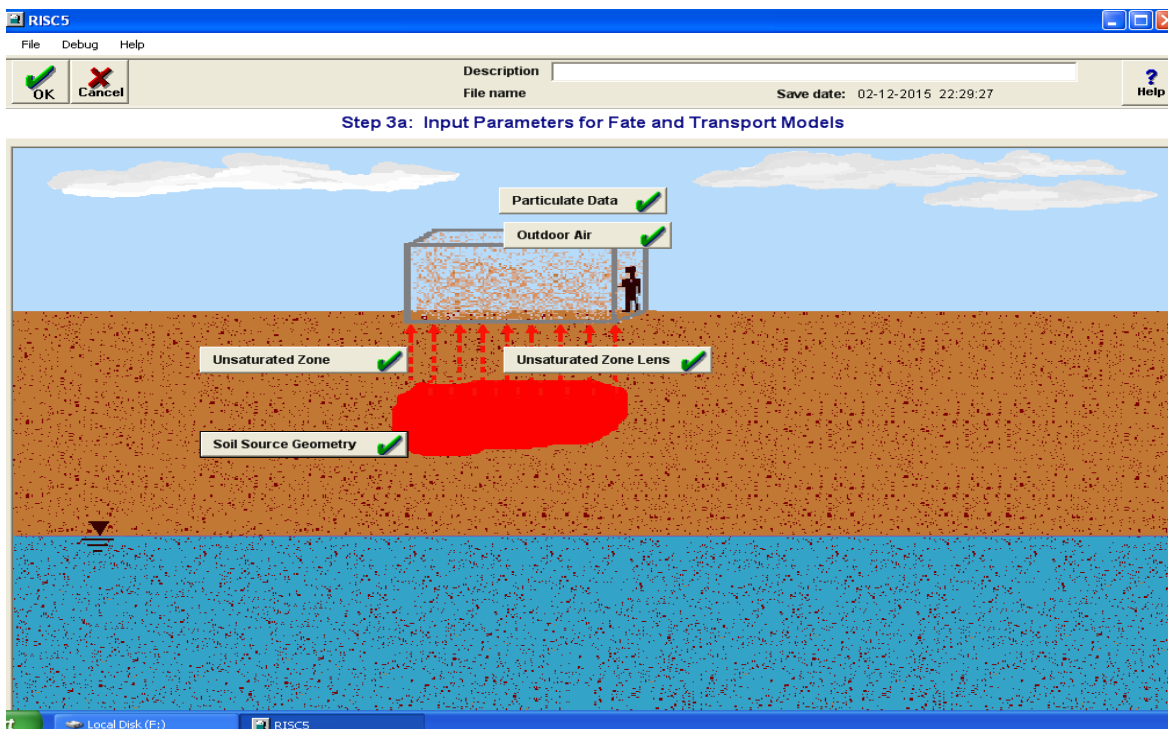 RISC5
File Debug Help
OK Cancel Description Help
File name Save date: 02-12-2015 22:29:27
Step 3a: Input Parameters for Fate and Transport Models
Particulate Data
Outdoor Air
Unsaturated Zone Unsaturated Zone Lens
Soil Source Geometry
Local Disk (F:) RISC5